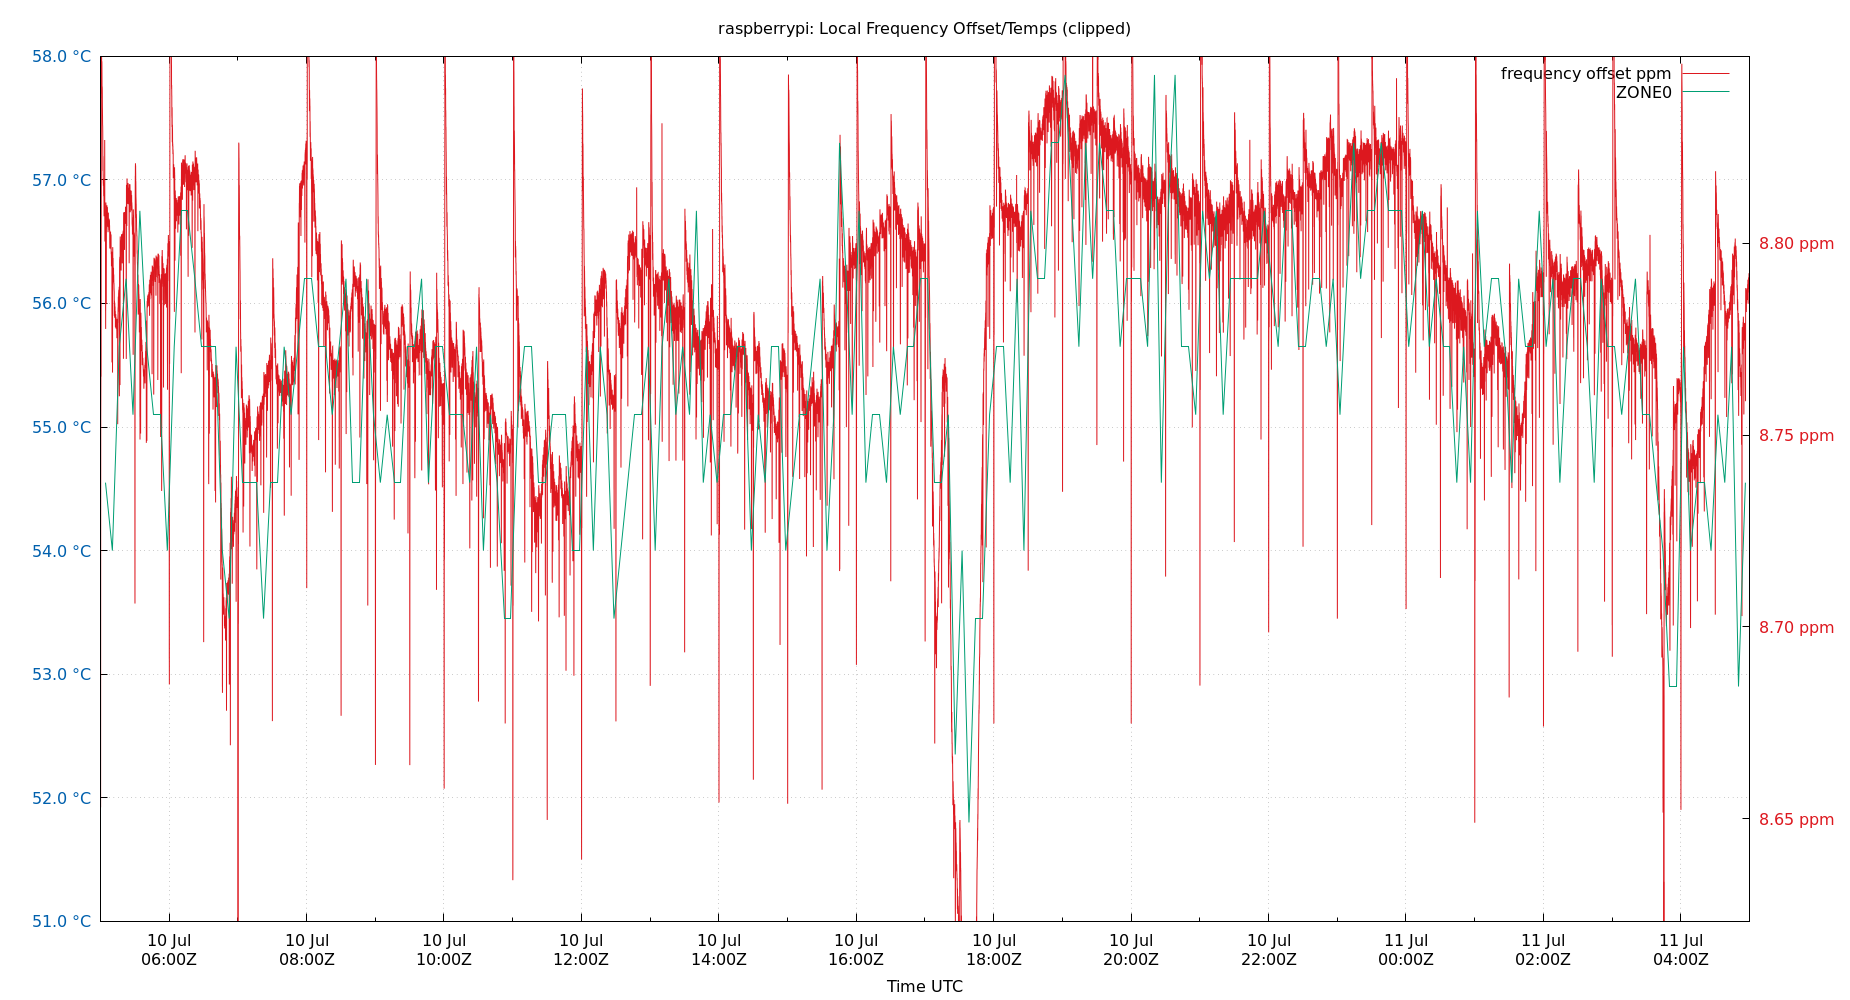 raspberrypi: Local Frequency Offset/Temps (clipped)
frequency offset ppm
ZONE0
58.0 °C
57.0 °C
56.0 °C
55.0 °C
54.0 °C
53.0 °C
52.0 °C
51.0 °C
8.80 ppm
8.75 ppm
8.70 ppm
8.65 ppm
10 Jul 10 Jul 10 Jul 10 Jul 10 Jul 10 Jul 10 Jul 10 Jul 10 Jul 11 Jul 11 Jul 11 Jul
06:00Z 08:00Z 10:00Z 12:00Z 14:00Z 16:00Z 18:00Z 20:00Z 22:00Z 00:00Z 02:00Z 04:00Z
Time UTC